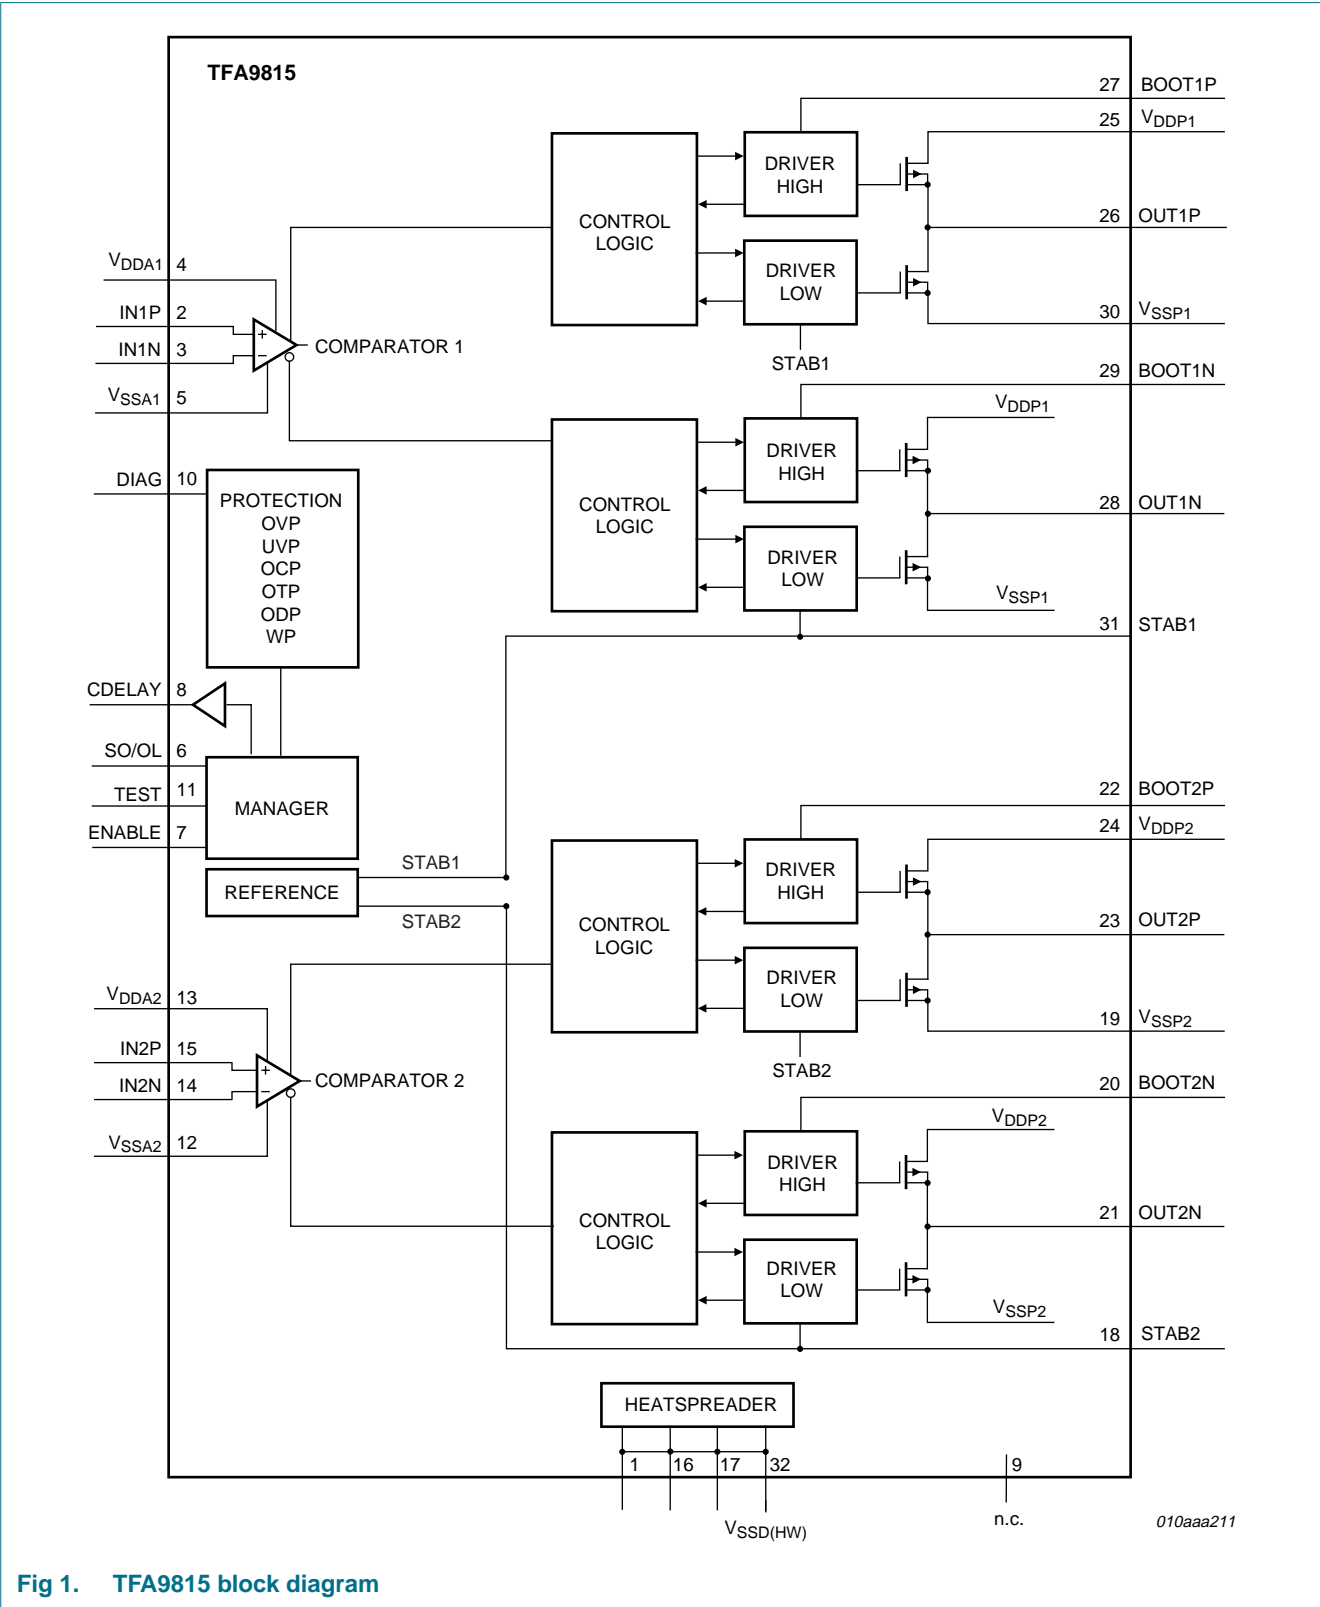 TFA9815
27 BOOT1P
25 VDDP1
DRIVER
HIGH
CONTROL
LOGIC
26 OUT1P
DRIVER
LOW
30 VSSP1
STAB1
VDDA1 4
IN1P 2
IN1N 3
VSSA1 5
+
−
COMPARATOR 1
29 BOOT1N
VDDP1
DRIVER
HIGH
CONTROL
LOGIC
28 OUT1N
DRIVER
LOW
VSSP1
31 STAB1
DIAG 10
PROTECTION
OVP
UVP
OCP
OTP
ODP
WP
CDELAY 8
SO/OL 6
TEST 11
ENABLE 7
MANAGER
REFERENCE
STAB1
STAB2
22 BOOT2P
24 VDDP2
DRIVER
HIGH
CONTROL
LOGIC
23 OUT2P
DRIVER
LOW
19 VSSP2
STAB2
VDDA2 13
IN2P 15
IN2N 14
VSSA2 12
+
−
COMPARATOR 2
20 BOOT2N
VDDP2
DRIVER
HIGH
CONTROL
LOGIC
21 OUT2N
DRIVER
LOW
VSSP2
18 STAB2
HEATSPREADER
1 16 17 32
9
VSSD(HW)
n.c.
010aaa211
Fig 1. TFA9815 block diagram